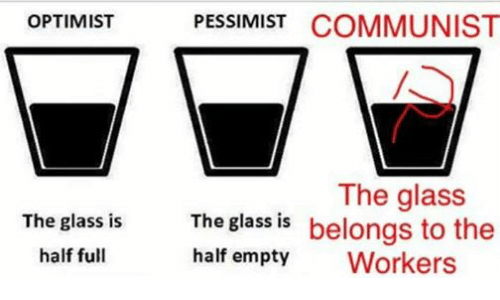 OPTIMIST
PESSIMIST
COMMUNIST
The glass is
half full
The glass is
half empty
The glass
belongs to the
Workers